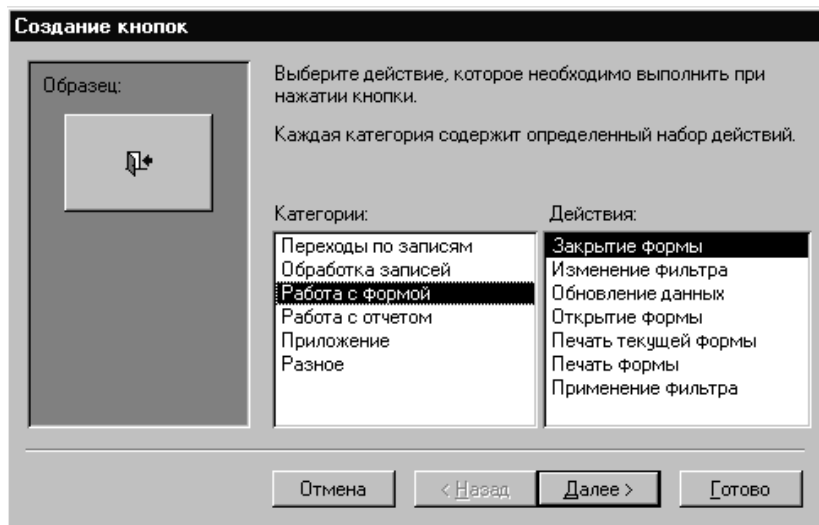 Создание кнопок
Образец:
Выберите действие, которое необходимо выполнить при
нажатии кнопки.
Каждая категория содержит определенный набор действий.
Категории:
Переходы по записям
Обработка записей
Работа с формой
Работа с отчетом
Приложение
Разное
Действия:
Закрытие формы
Изменение фильтра
Обновление данных
Открытие формы
Печать текущей формы
Печать формы
Применение фильтра
Отмена
< Назад
Далее >
Готово